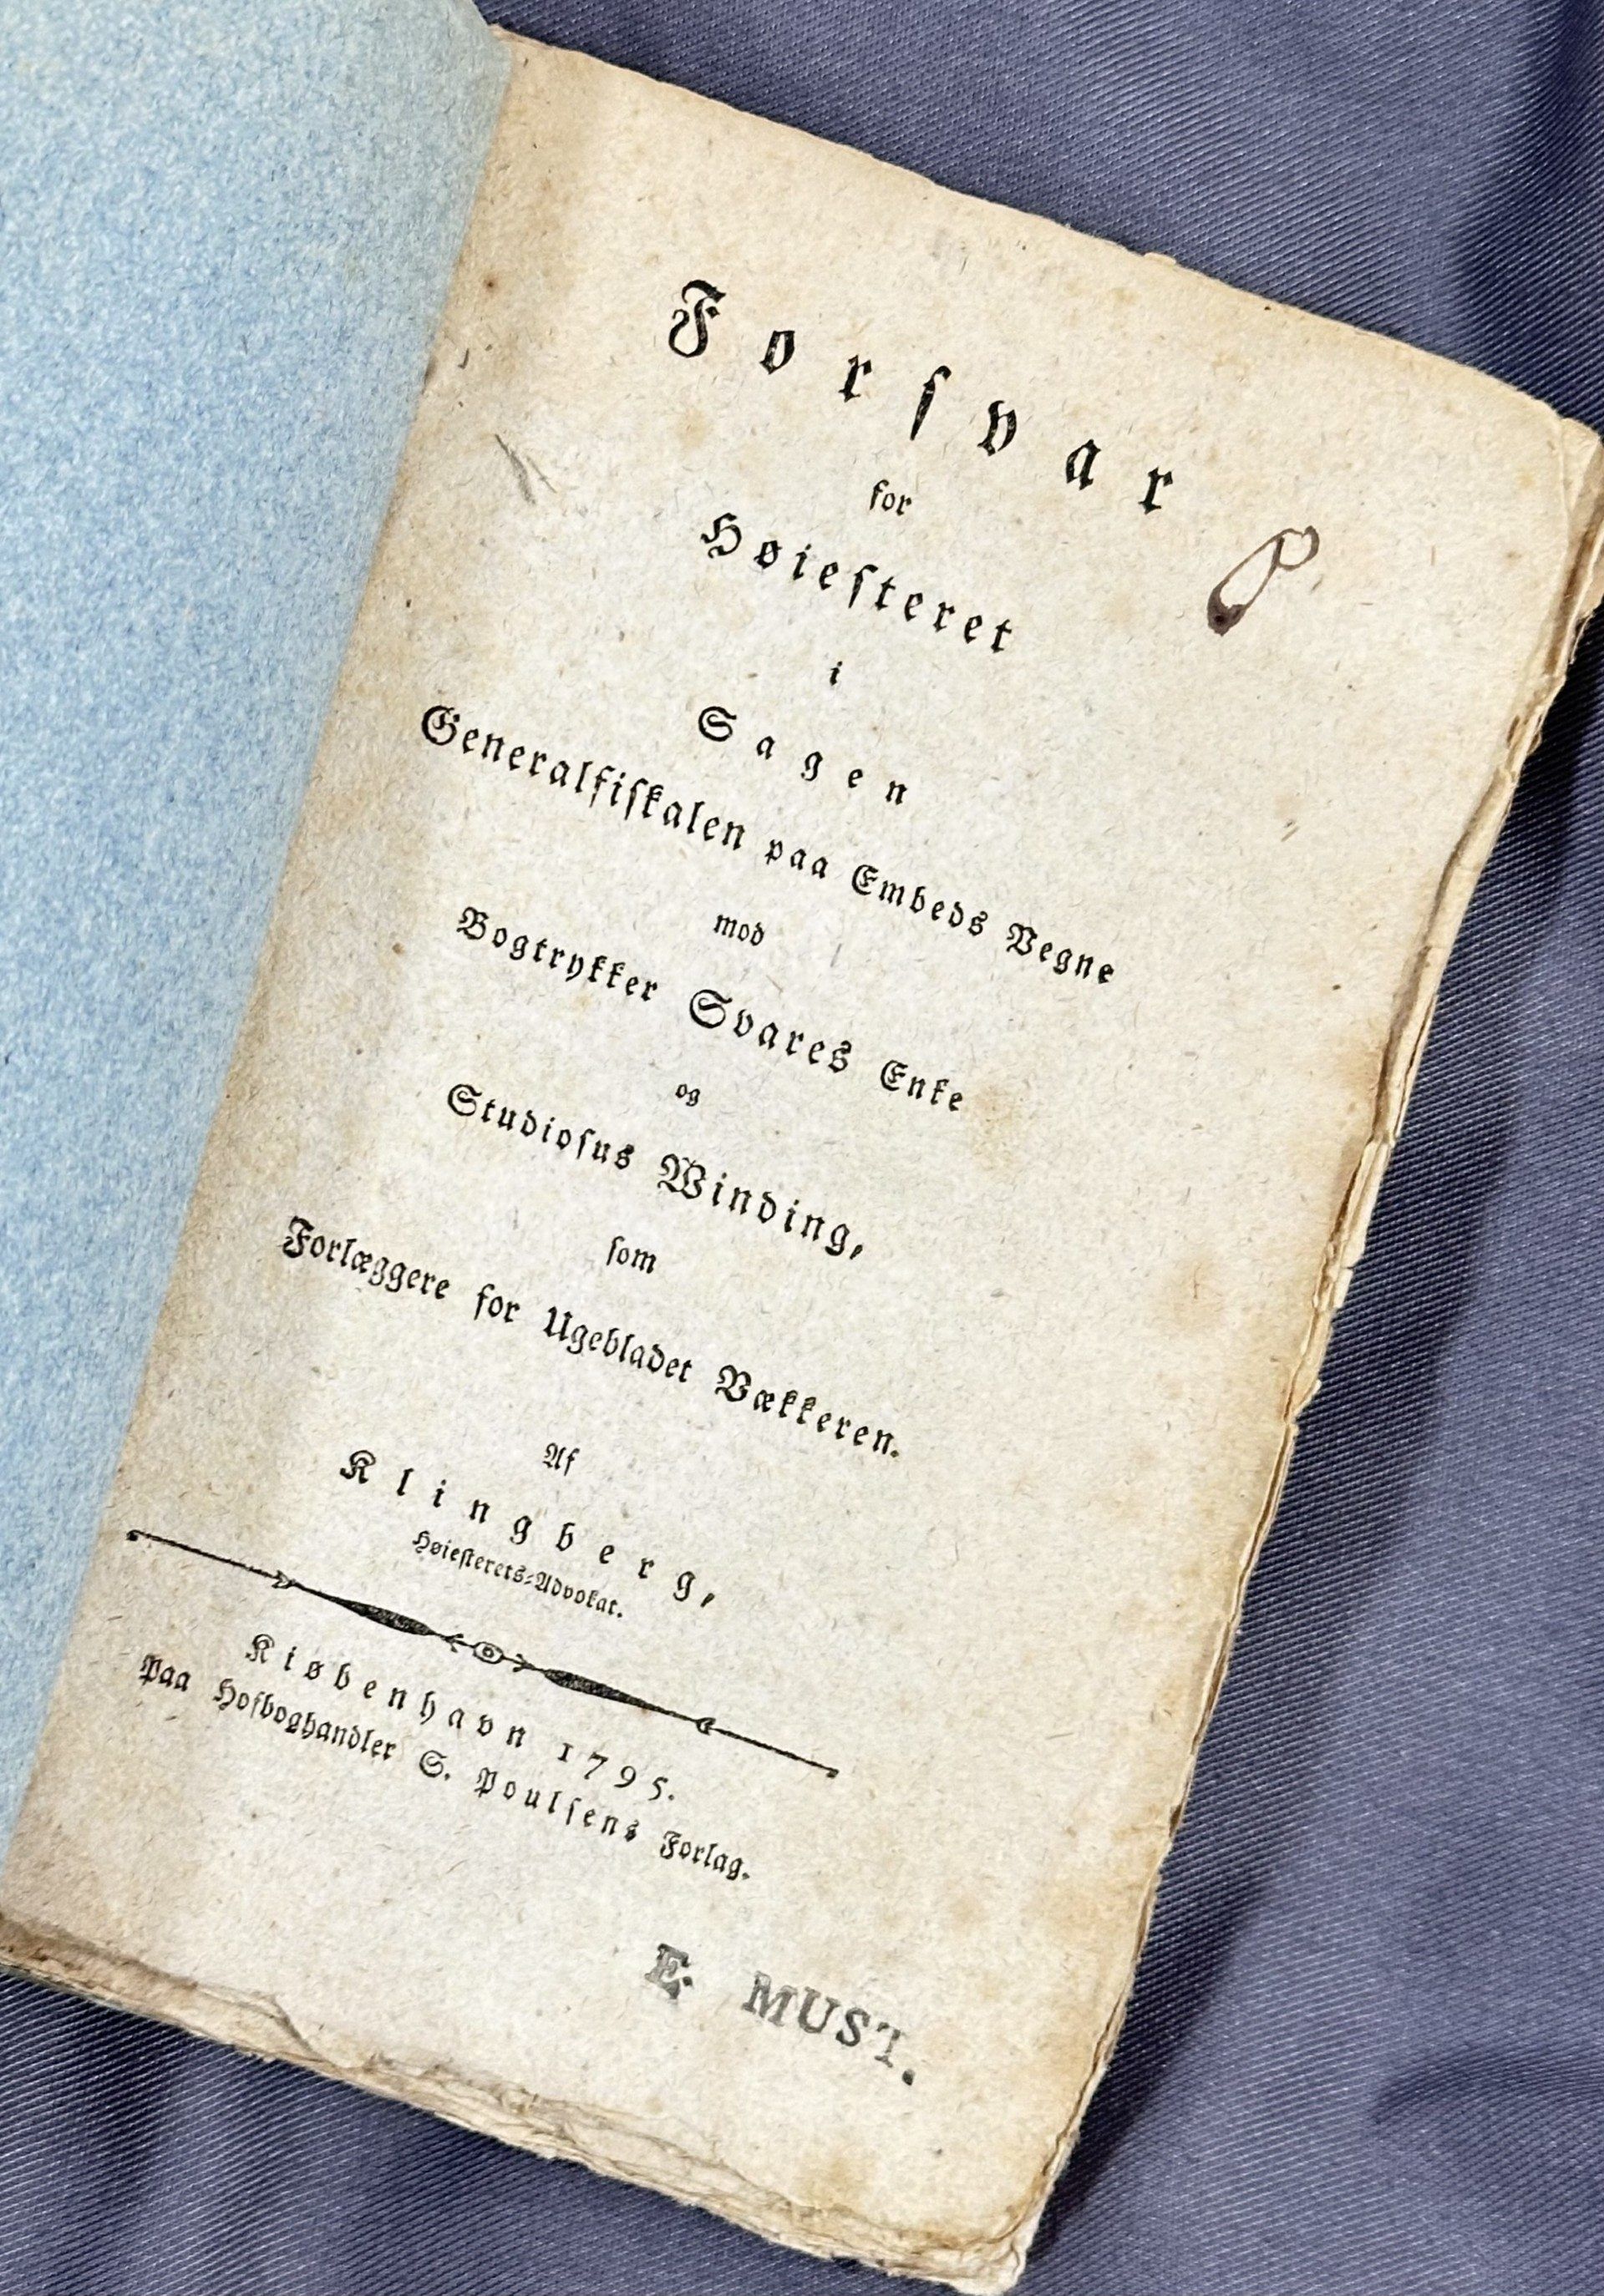 Forſvar
for
Høieſteret
i
Sagen
Generalfiſkalen paa Embeds Vegne
mod
Bogtrykker Svares Enke
og
Studioſus Winding,
ſom
Forlæggere for Ugebladet Vækkeren.
Af
Klingberg,
Høieſterets-Advokat.
Kiøbenhavn 1795.
Paa Hofboghandler S. Poulſens Forlag.
E. MUST.